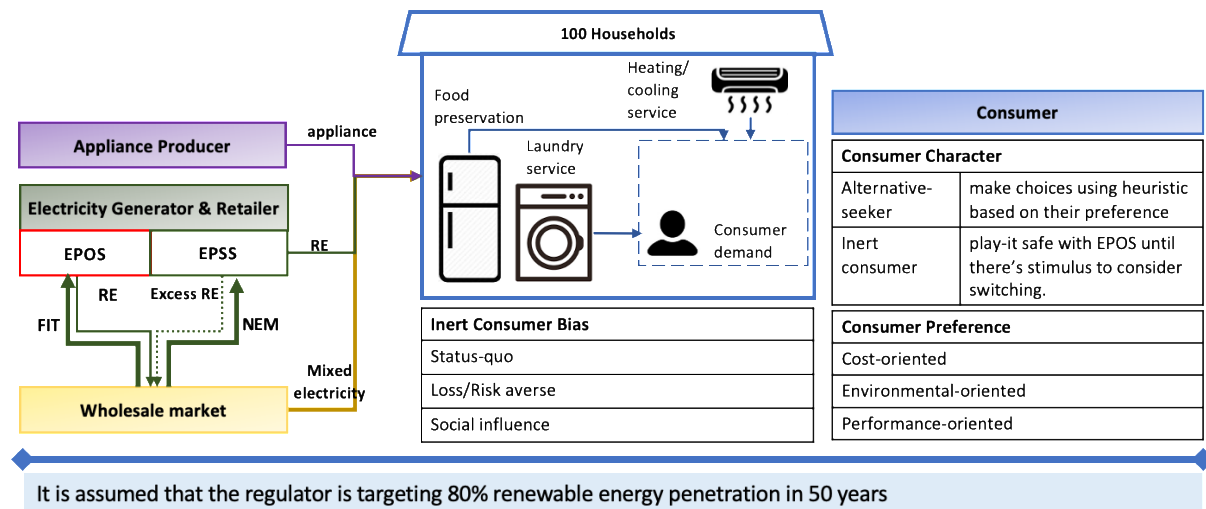 100 Households
Heating/
cooling
service
Food
preservation
Laundry
service
Consumer
demand
appliance
Appliance Producer
Electricity Generator & Retailer
EPOS
EPSS
RE
RE
Excess RE
FIT
NEM
Mixed
electricity
Wholesale market
Inert Consumer Bias
Status-quo
Loss/Risk averse
Social influence
Consumer
Consumer Character
Alternative-
seeker
make choices using heuristic
based on their preference
Inert
consumer
play-it safe with EPOS until
there's stimulus to consider
switching.
Consumer Preference
Cost-oriented
Environmental-oriented
Performance-oriented
It is assumed that the regulator is targeting 80% renewable energy penetration in 50 years